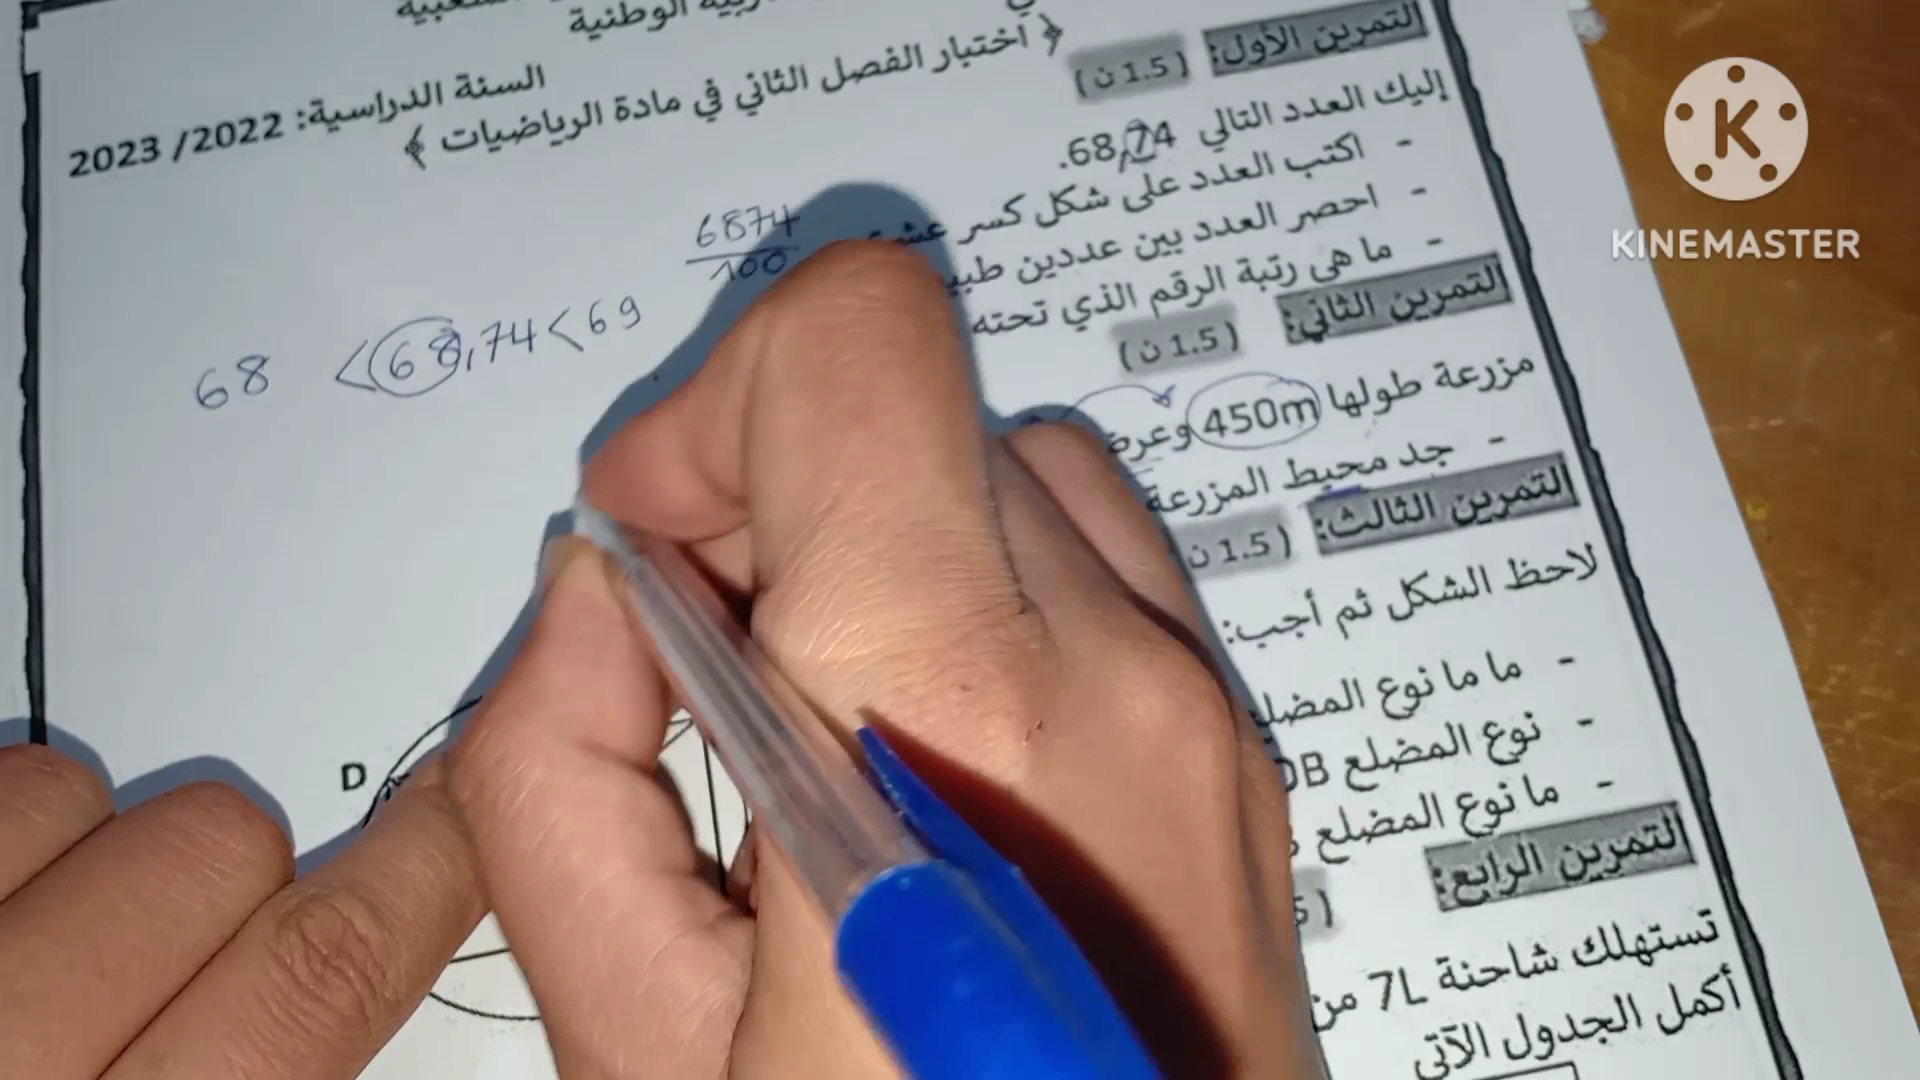 الوطنية
السنة الدراسية: 2022/ 2023
﴿ اختبار الفصل الثاني في مادة الرياضيات ﴾
التمرين الأول: ( 1.5 ن )
إليك العدد التالي 68,74.
- اكتب العدد على شكل كسر
6874
100
- احصر العدد بين عددين
68 < 68,74 < 69
- ما هي رتبة الرقم الذي تحته
التمرين الثاني: ( 1.5 ن )
مزرعة طولها 450m
- جد محيط المزرعة
التمرين الثالث: ( 1.5 ن
لاحظ الشكل ثم أجب:
- ما ما نوع المضلع
- نوع المضلع
- ما نوع المضلع
D
التمرين الرابع:
تستهلك شاحنة 7L من
أكمل الجدول الآتي
K
KINEMASTER